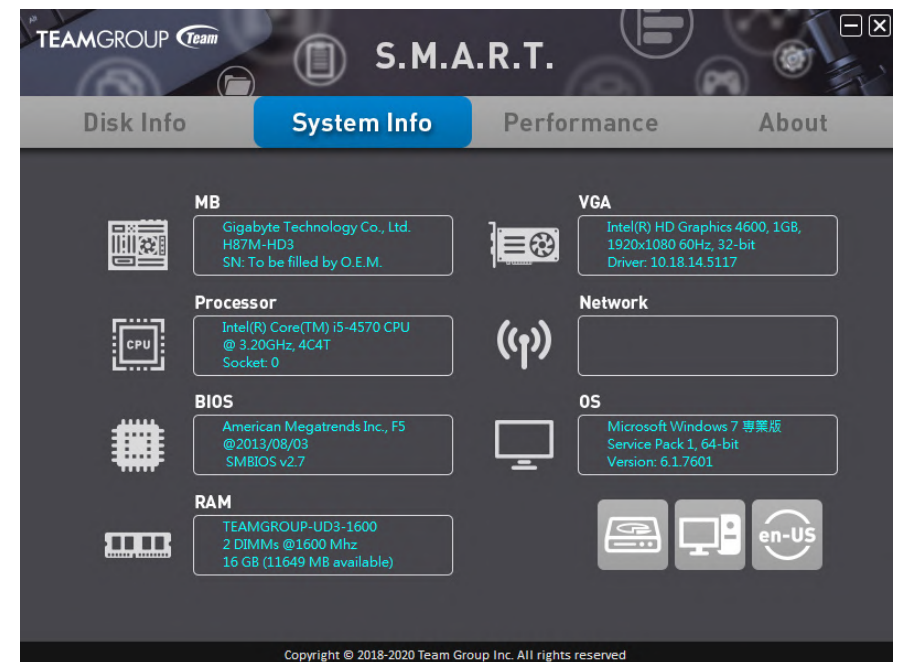 TEAMGROUP Team
S.M.A.R.T.
Disk Info
System Info
Performance
About
MB
Gigabyte Technology Co., Ltd.
H87M-HD3
SN: To be filled by O.E.M.
VGA
Intel(R) HD Graphics 4600, 1GB,
1920x1080 60Hz, 32-bit
Driver: 10.18.14.5117
Processor
Intel(R) Core(TM) i5-4570 CPU
@ 3.20GHz, 4C4T
Socket: 0
CPU
Network
BIOS
American Megatrends Inc., F5
@2013/08/03
SMBIOS v2.7
OS
Microsoft Windows 7 專業版
Service Pack 1, 64-bit
Version: 6.1.7601
RAM
TEAMGROUP-UD3-1600
2 DIMMs @1600 Mhz
16 GB (11649 MB available)
en-US
Copyright © 2018-2020 Team Group Inc. All rights reserved